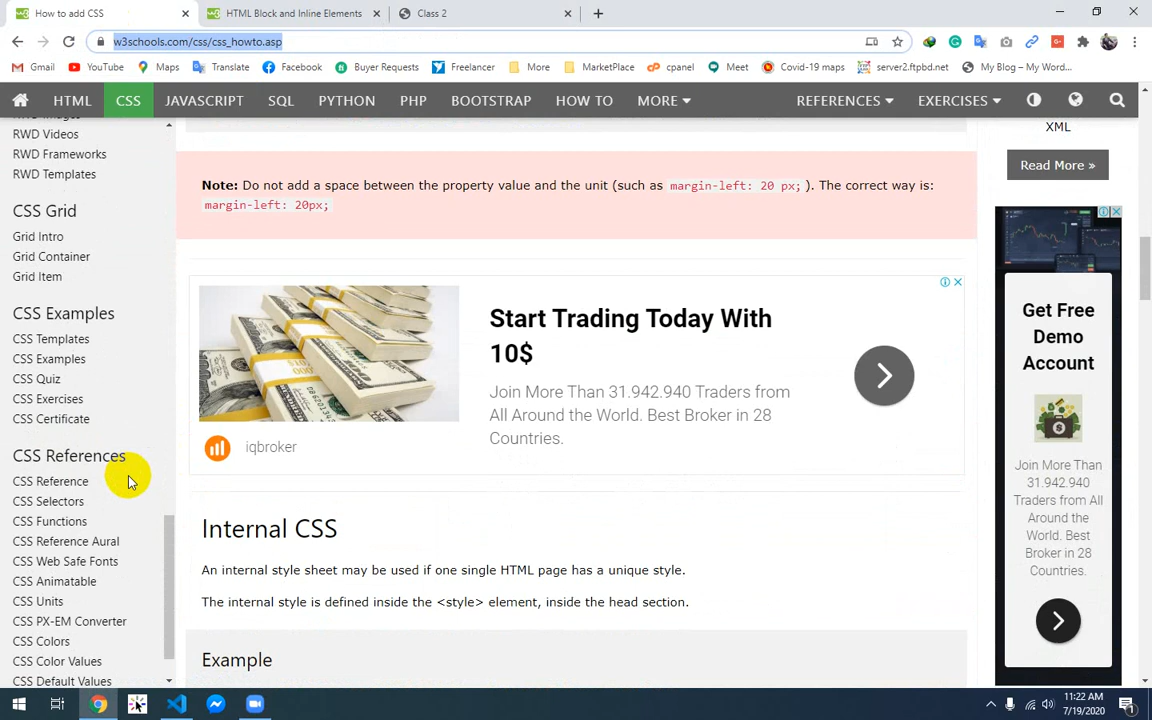 How to add CSS
HTML Block and Inline Elements
Class 2
w3schools.com/css/css_howto.asp
Gmail YouTube Maps Translate Facebook Buyer Requests Freelancer More MarketPlace cpanel Meet Covid-19 maps server2.ftpbd.net My Blog – My Word...
HTML CSS JAVASCRIPT SQL PYTHON PHP BOOTSTRAP HOW TO MORE REFERENCES EXERCISES
RWD Videos
RWD Frameworks
RWD Templates
CSS Grid
Grid Intro
Grid Container
Grid Item
CSS Examples
CSS Templates
CSS Examples
CSS Quiz
CSS Exercises
CSS Certificate
CSS References
CSS Reference
CSS Selectors
CSS Functions
CSS Reference Aural
CSS Web Safe Fonts
CSS Animatable
CSS Units
CSS PX-EM Converter
CSS Colors
CSS Color Values
CSS Default Values
Note: Do not add a space between the property value and the unit (such as margin-left: 20 px;). The correct way is:
margin-left: 20px;
Start Trading Today With
10$
Join More Than 31.942.940 Traders from
All Around the World. Best Broker in 28
Countries.
iqbroker
Internal CSS
An internal style sheet may be used if one single HTML page has a unique style.
The internal style is defined inside the <style> element, inside the head section.
Example
XML
Read More »
Get Free
Demo
Account
Join More Than
31.942.940
Traders from
All Around the
World. Best
Broker in 28
Countries.
11:22 AM
7/19/2020